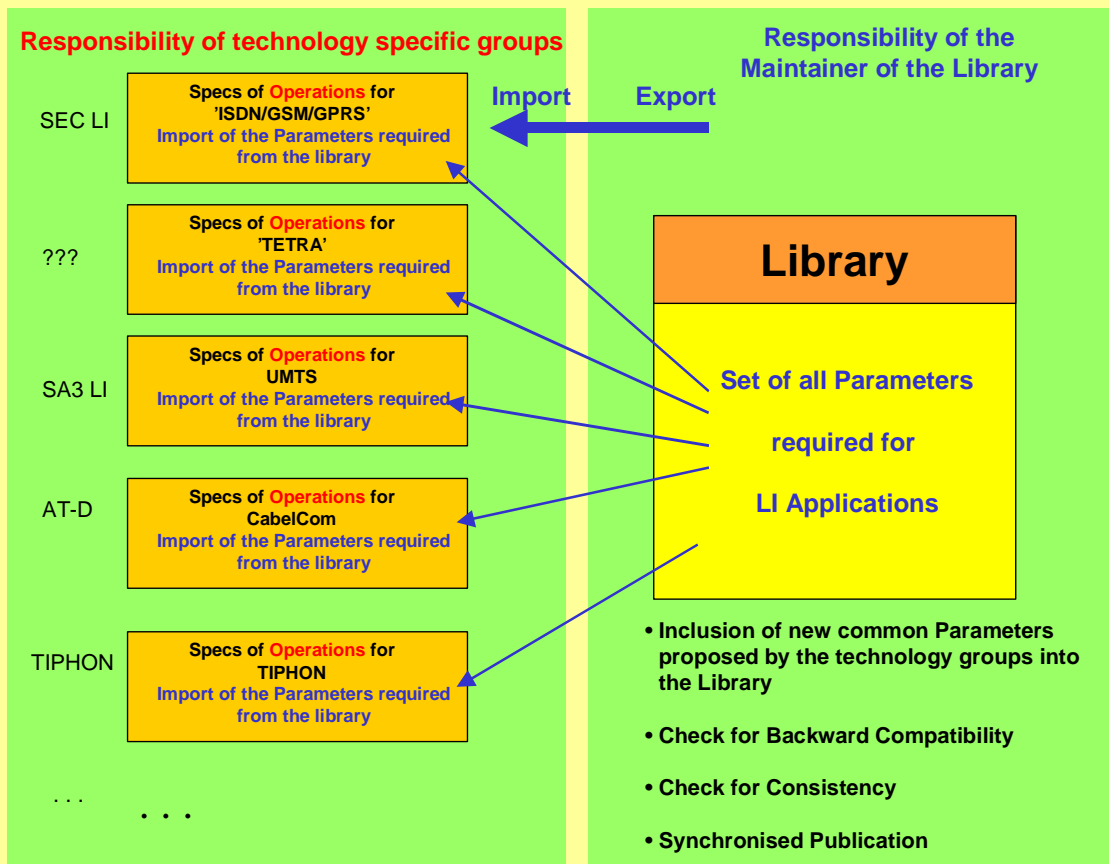 Responsibility of technology specific groups
SEC LI
Specs of Operations for
’ISDN/GSM/GPRS’
Import of the Parameters required
from the library
???
Specs of Operations for
’TETRA’
Import of the Parameters required
from the library
SA3 LI
Specs of Operations for
UMTS
Import of the Parameters required
from the library
AT-D
Specs of Operations for
CabelCom
Import of the Parameters required
from the library
TIPHON
Specs of Operations for
TIPHON
Import of the Parameters required
from the library
. . .
. . .
Import
Export
Responsibility of the
Maintainer of the Library
Library
Set of all Parameters
required for
LI Applications
• Inclusion of new common Parameters
proposed by the technology groups into
the Library
• Check for Backward Compatibility
• Check for Consistency
• Synchronised Publication